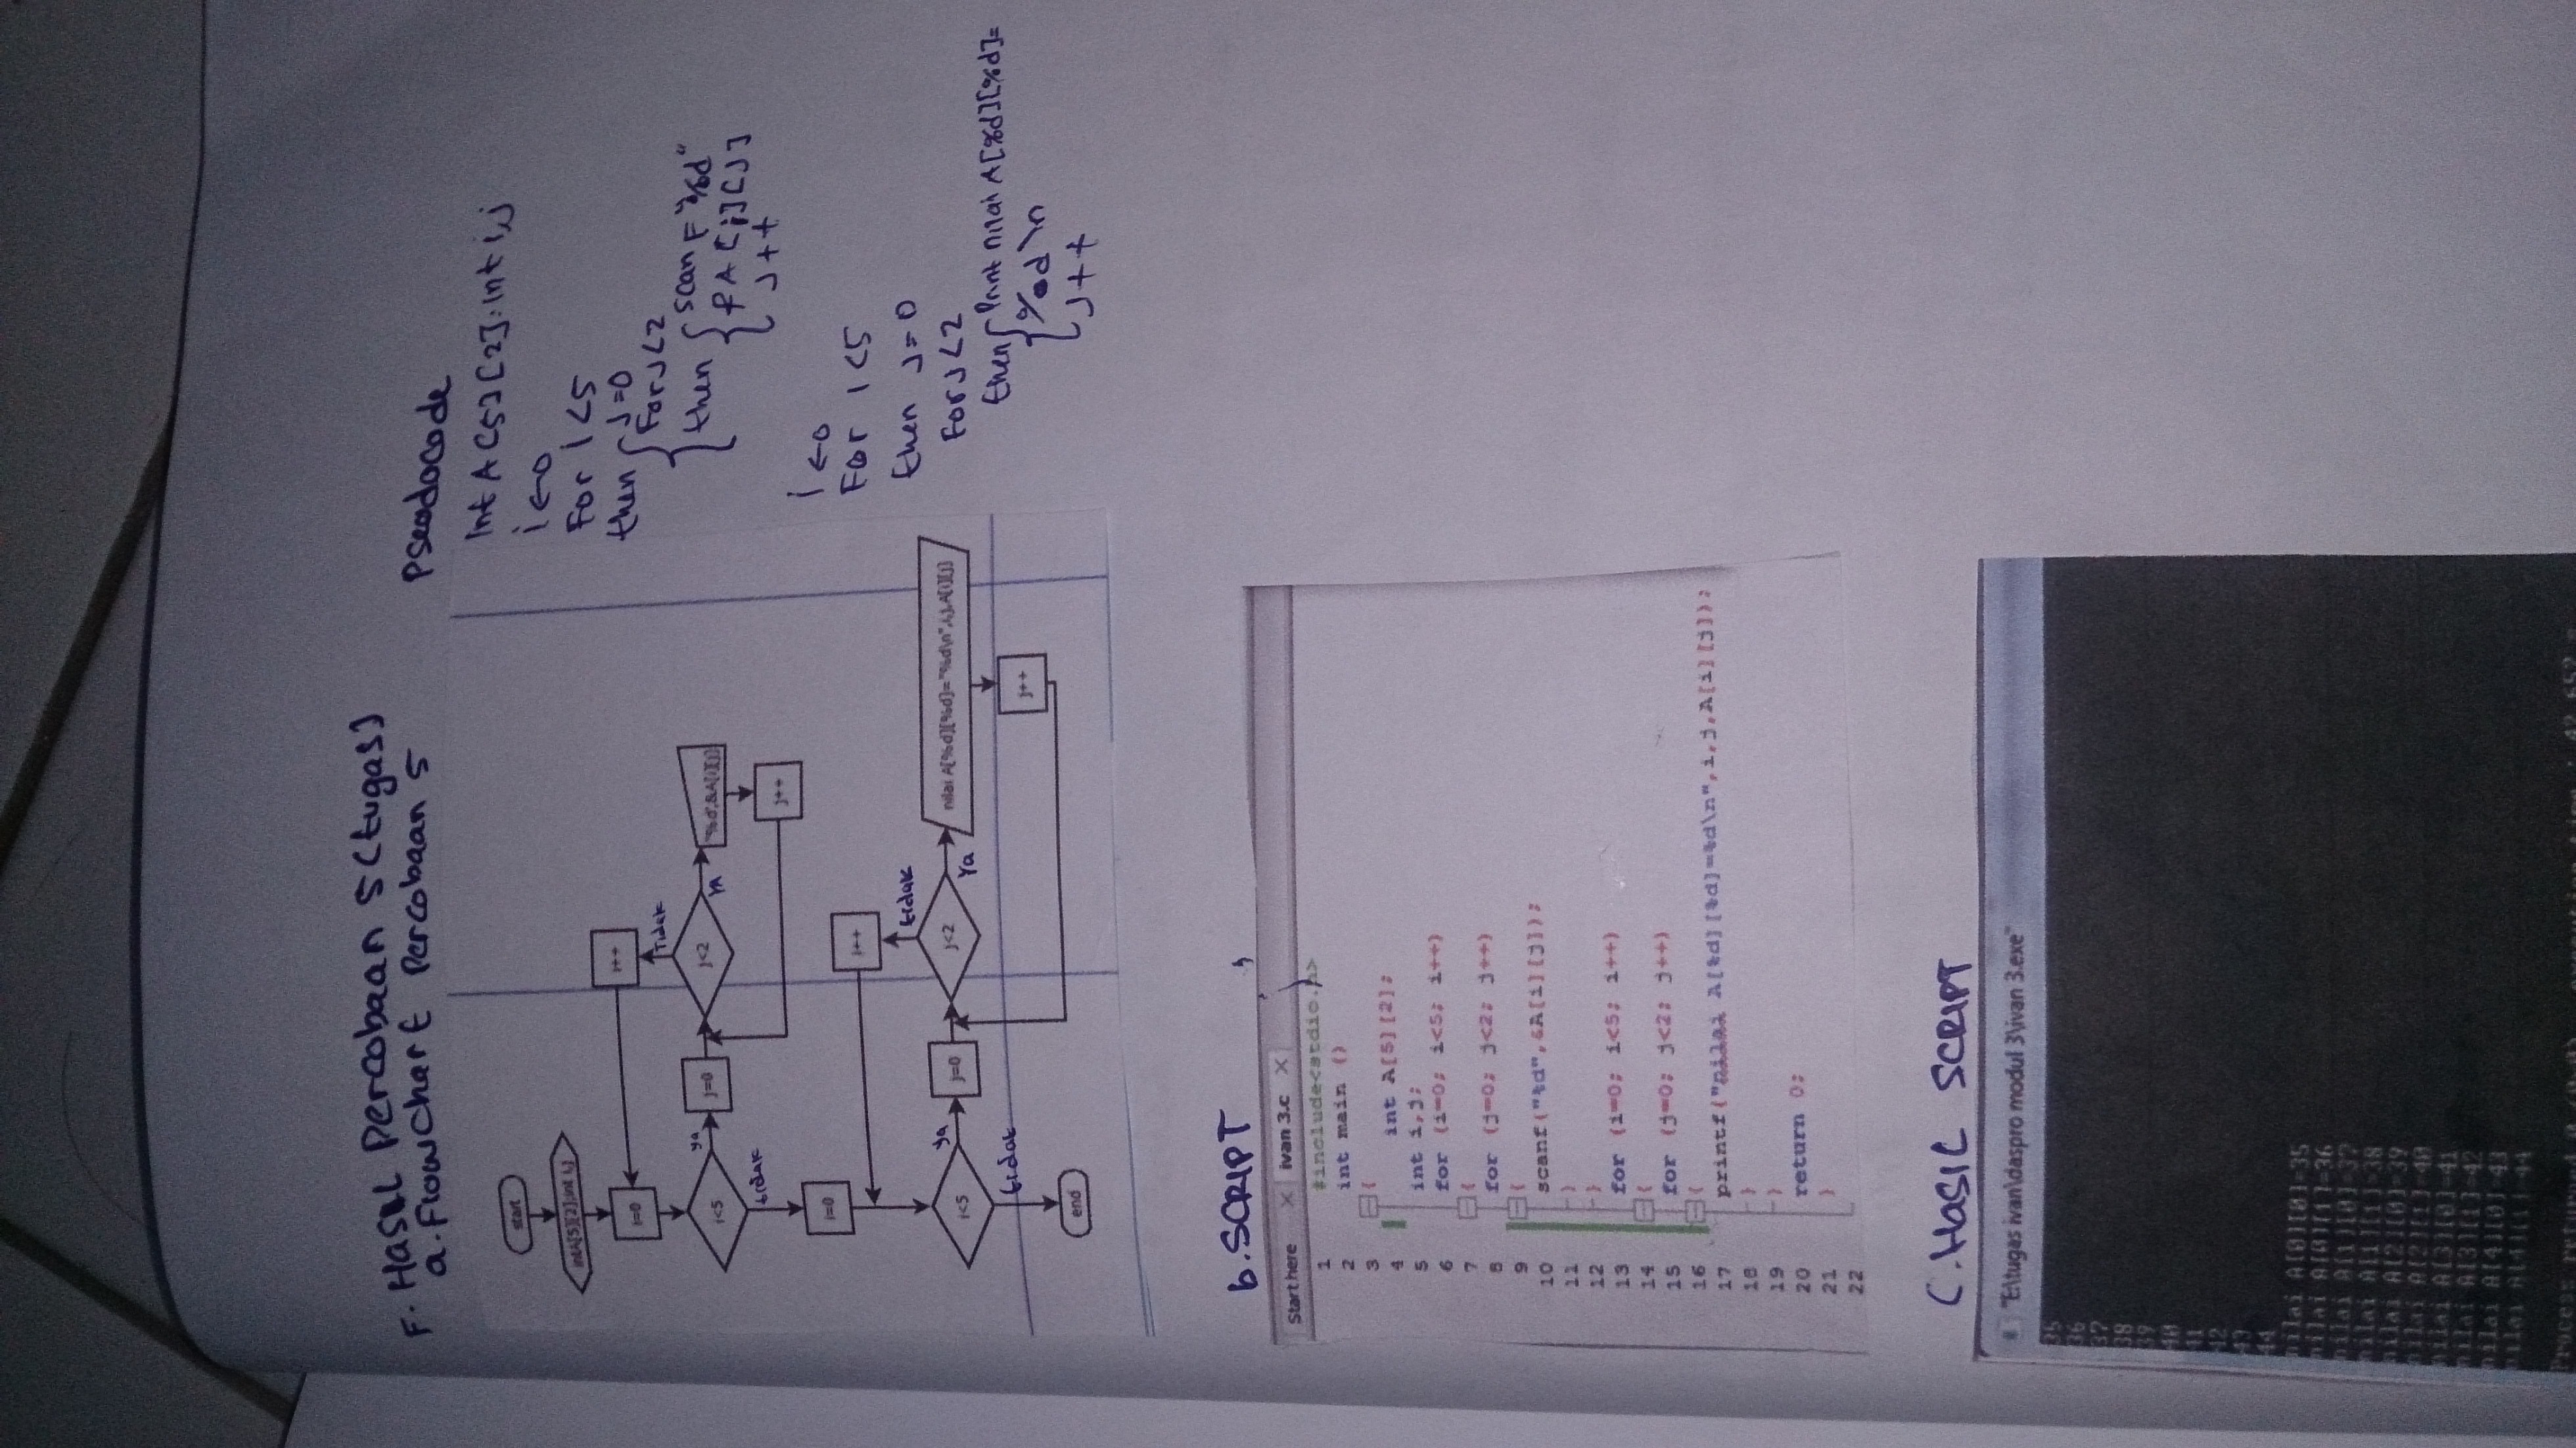 F. Hasil Percobaan 5 (tugas)
a. Flowchart Percobaan 5
start
int A[5][2];int i,j
i=0
i<5
ya
tidak
j=0
j<2
Tidak
i++
ya
"%d",&A[i][j]
j++
i=0
i<5
ya
tidak
j=0
j<2
tidak
i++
Ya
nilai A[%d][%d]="%d\n",i,j,A[i][j]
j++
end
Pseudocode
Int A [5] [2]: Int i,j
i ← 0
For i < 5
then { j = 0
For J < 2
then { scan F "%d"
& A [i] [J]
J + +
i ← 0
For i < 5
then J = 0
For J < 2
then { Print nilai A[%d][%d]=
%d \n
J + +
b. SCRIPT
Start here X ivan 3.c X
1 #include<stdio.h>
2 int main ()
3 {
4 int A[5][2];
5 int i,j;
6 for (i=0; i<5; i++)
7 {
8 for (j=0; j<2; j++)
9 {
10 scanf("%d",&A[i][j]);
11 }
12 }
13 for (i=0; i<5; i++)
14 {
15 for (j=0; j<2; j++)
16 {
17 printf("nilai A[%d][%d]=%d\n",i,j,A[i][j]);
18 }
19 }
20 return 0;
21 }
22
C. HASIL SCRIPT
"E:\tugas ivan\daspro modul 3\ivan 3.exe"
35
36
37
38
39
40
41
42
43
44
nilai A[0][0]=35
nilai A[0][1]=36
nilai A[1][0]=37
nilai A[1][1]=38
nilai A[2][0]=39
nilai A[2][1]=40
nilai A[3][0]=41
nilai A[3][1]=42
nilai A[4][0]=43
nilai A[4][1]=44